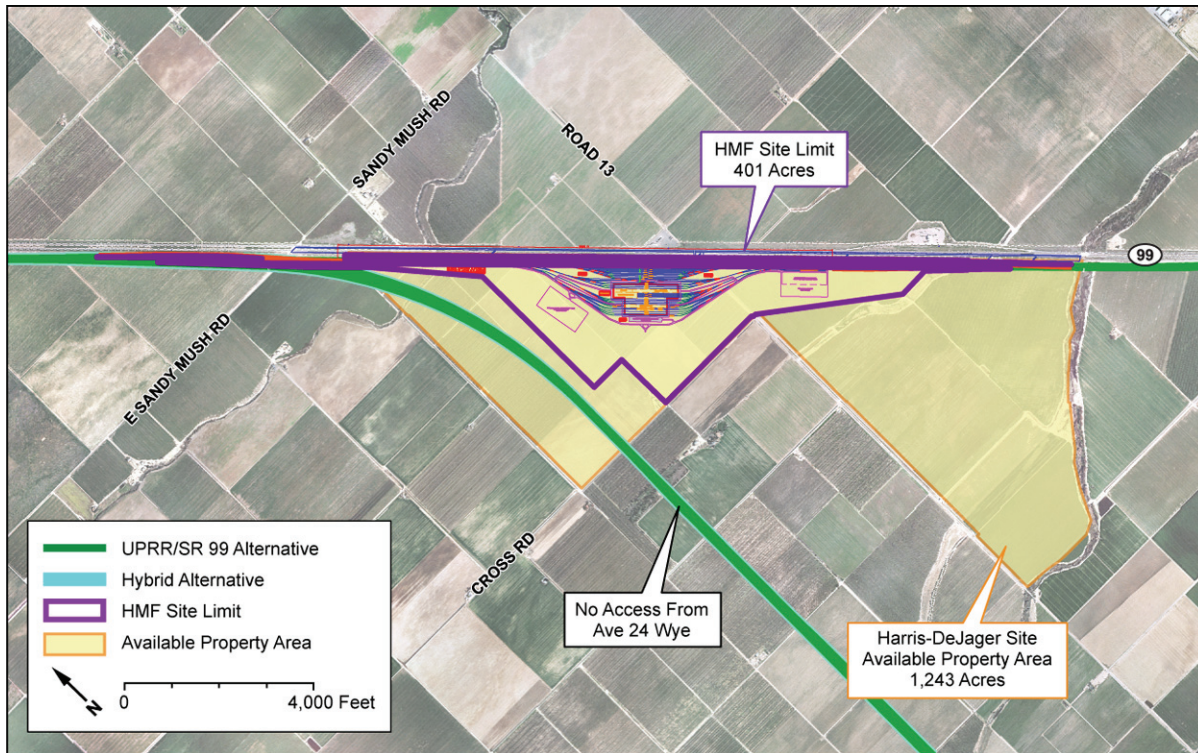 SANDY MUSH RD
ROAD 13
HMF Site Limit
401 Acres
99
E SANDY MUSH RD
CROSS RD
No Access From
Ave 24 Wye
Harris-DeJager Site
Available Property Area
1,243 Acres
UPRR/SR 99 Alternative
Hybrid Alternative
HMF Site Limit
Available Property Area
N
0
4,000 Feet